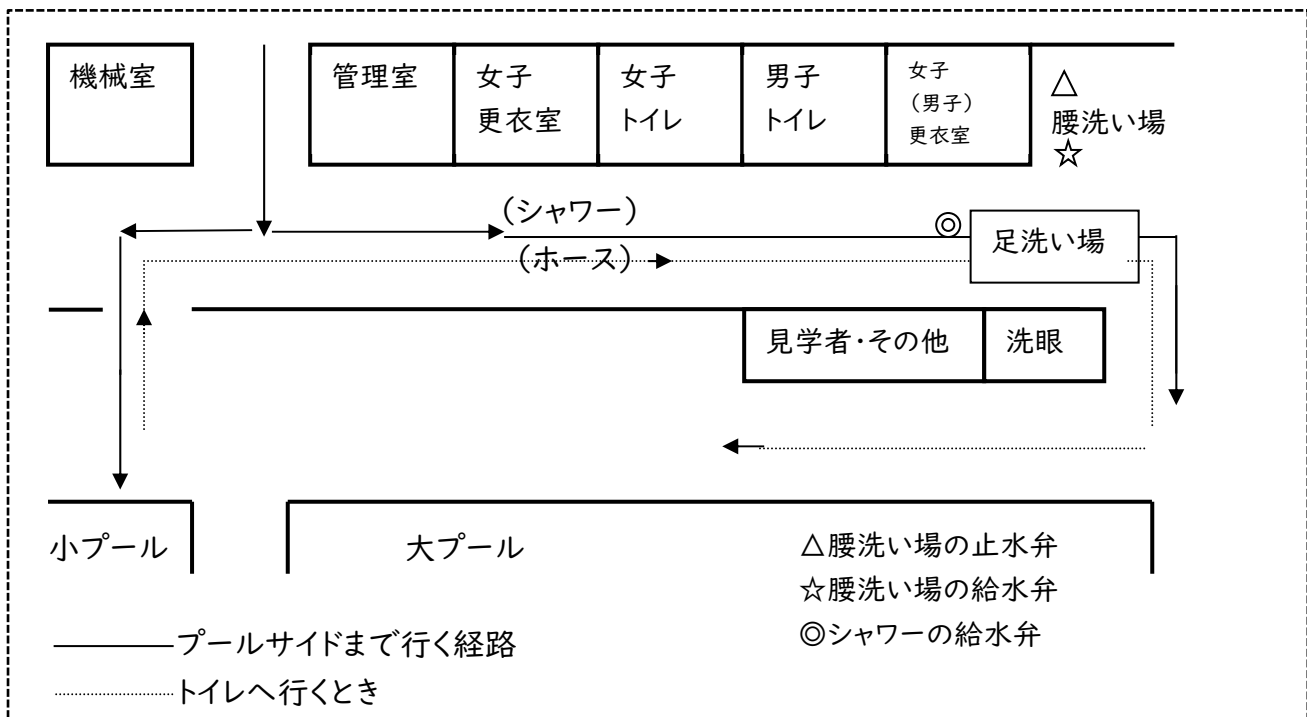 機械室
管理室
女子
更衣室
女子
トイレ
男子
トイレ
女子
（男子）
更衣室
△
腰洗い場
☆
（シャワー）
◎
足洗い場
（ホース）
見学者・その他
洗眼
小プール
大プール
△腰洗い場の止水弁
☆腰洗い場の給水弁
◎シャワーの給水弁
プールサイドまで行く経路
トイレへ行くとき